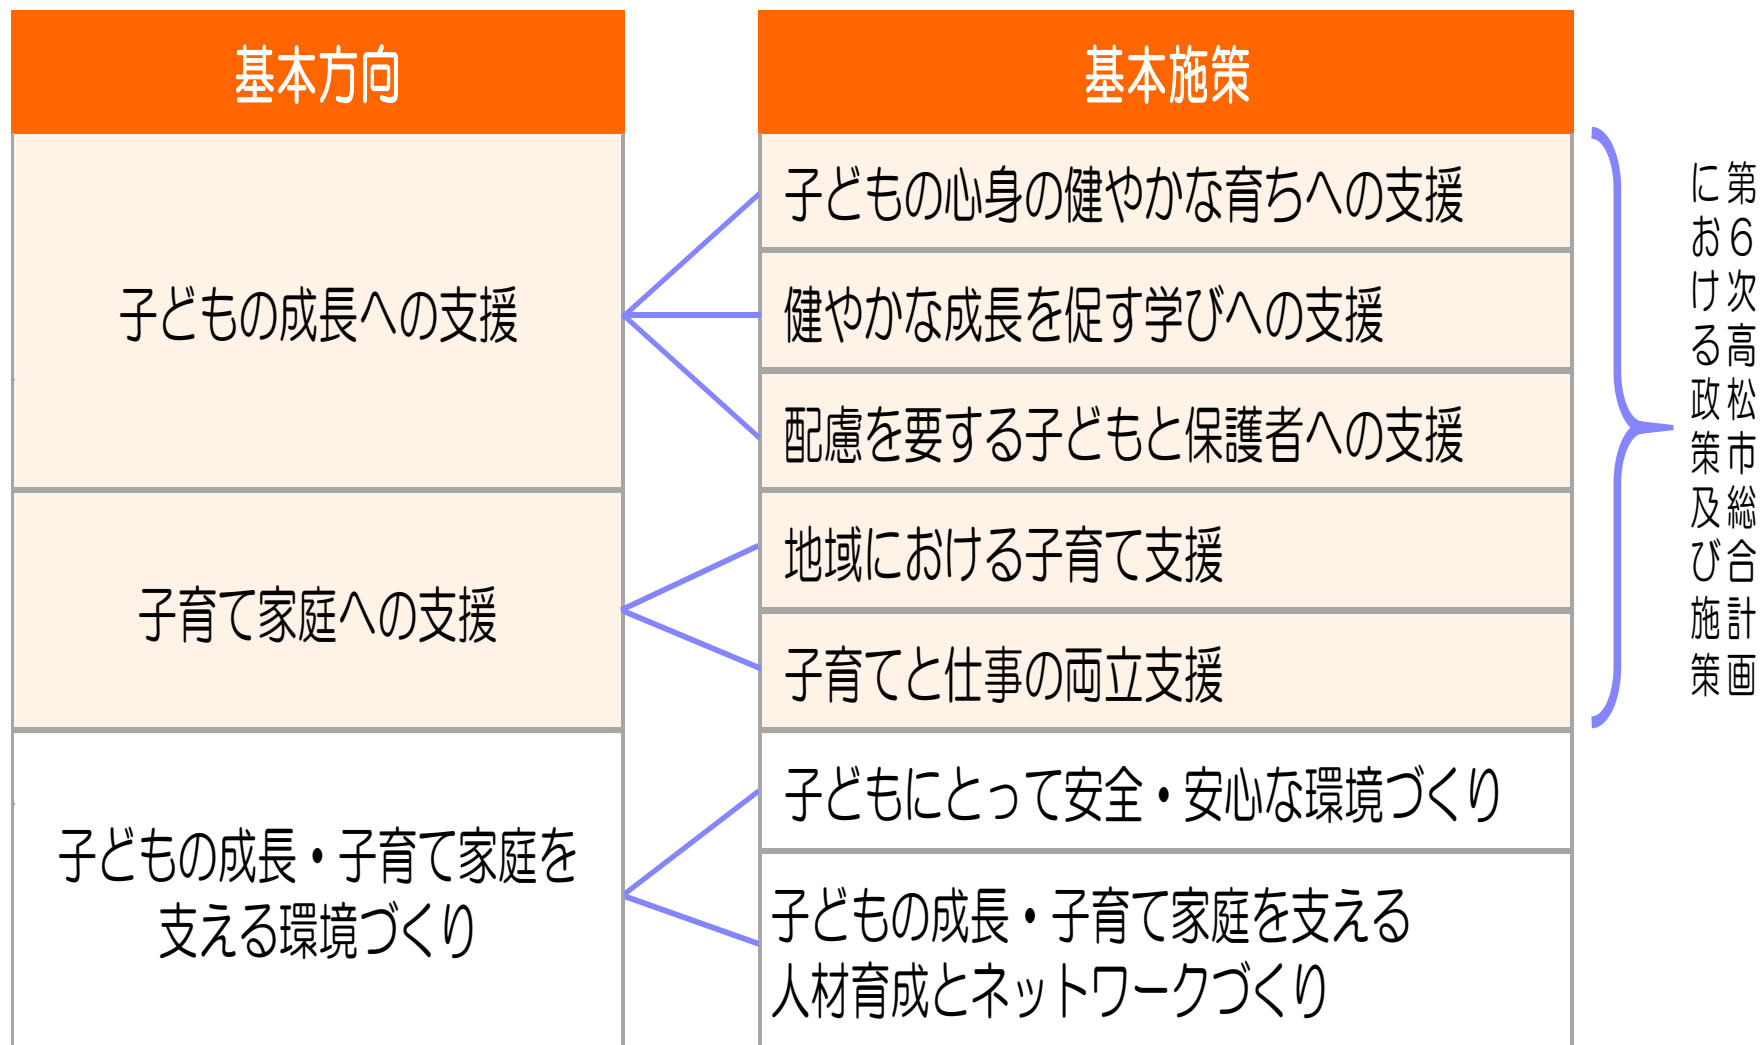 基本方向
基本施策
子どもの成長への支援
子どもの心身の健やかな育ちへの支援
健やかな成長を促す学びへの支援
配慮を要する子どもと保護者への支援
子育て家庭への支援
地域における子育て支援
子育てと仕事の両立支援
子どもの成長・子育て家庭を
支える環境づくり
子どもにとって安全・安心な環境づくり
子どもの成長・子育て家庭を支える
人材育成とネットワークづくり
第6次高松市総合計画
における政策及び施策